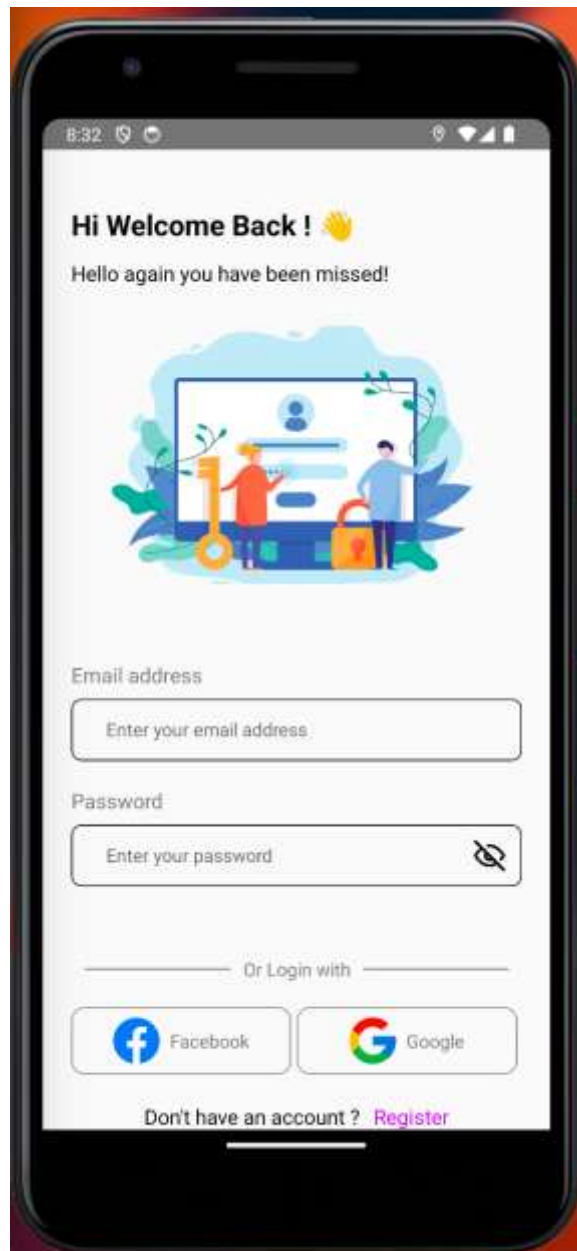 8:32
Hi Welcome Back ! 👋
Hello again you have been missed!
Email address
Enter your email address
Password
Enter your password
Or Login with
Facebook
Google
Don't have an account ? Register